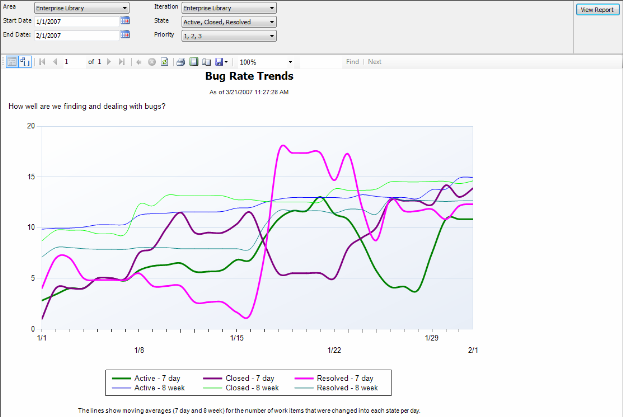 Area Enterprise Library Iteration Enterprise Library View Report
Start Date 1/1/2007 State Active, Closed, Resolved
End Date: 2/1/2007 Priority 1, 2, 3
1 of 1 100% Find | Next
Bug Rate Trends
As of 3/21/2007 11:27:26 AM
How well are we finding and dealing with bugs?
20
15
10
5
0
1/1 1/15 1/29
1/8 1/22 2/1
Active - 7 day Closed - 7 day Resolved - 7 day
Active - 8 week Closed - 8 week Resolved - 8 week
The lines show moving averages (7 day and 8 week) for the number of work items that were changed into each state per day.